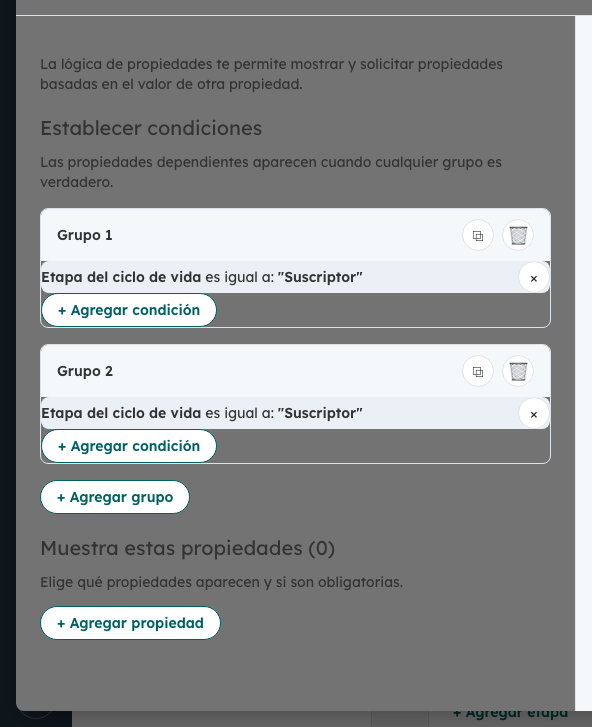 La lógica de propiedades te permite mostrar y solicitar propiedades
basadas en el valor de otra propiedad.
Establecer condiciones
Las propiedades dependientes aparecen cuando cualquier grupo es
verdadero.
Grupo 1
Etapa del ciclo de vida es igual a: "Suscriptor"
+ Agregar condición
Grupo 2
Etapa del ciclo de vida es igual a: "Suscriptor"
+ Agregar condición
+ Agregar grupo
Muestra estas propiedades (0)
Elige qué propiedades aparecen y si son obligatorias.
+ Agregar propiedad
+ Agregar etapa